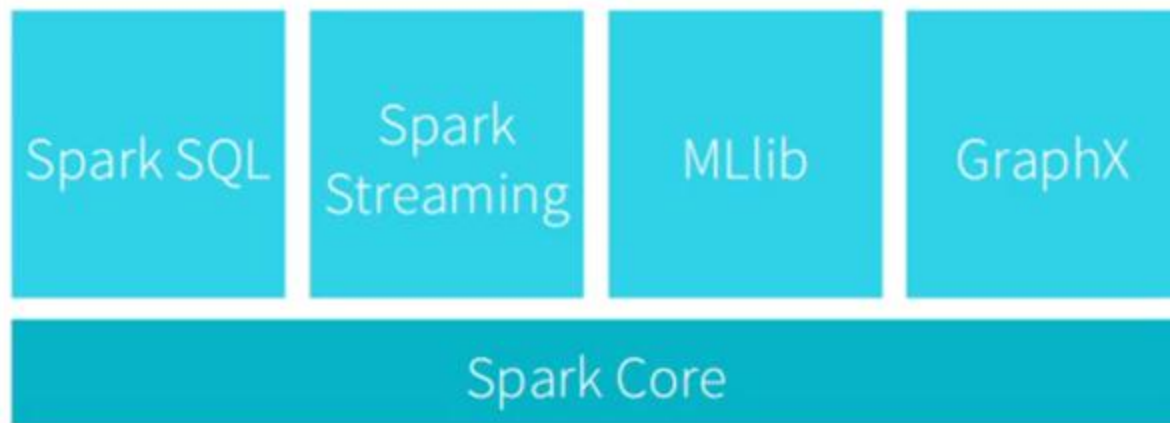 Spark SQL
Spark
Streaming
MLlib
GraphX
Spark Core